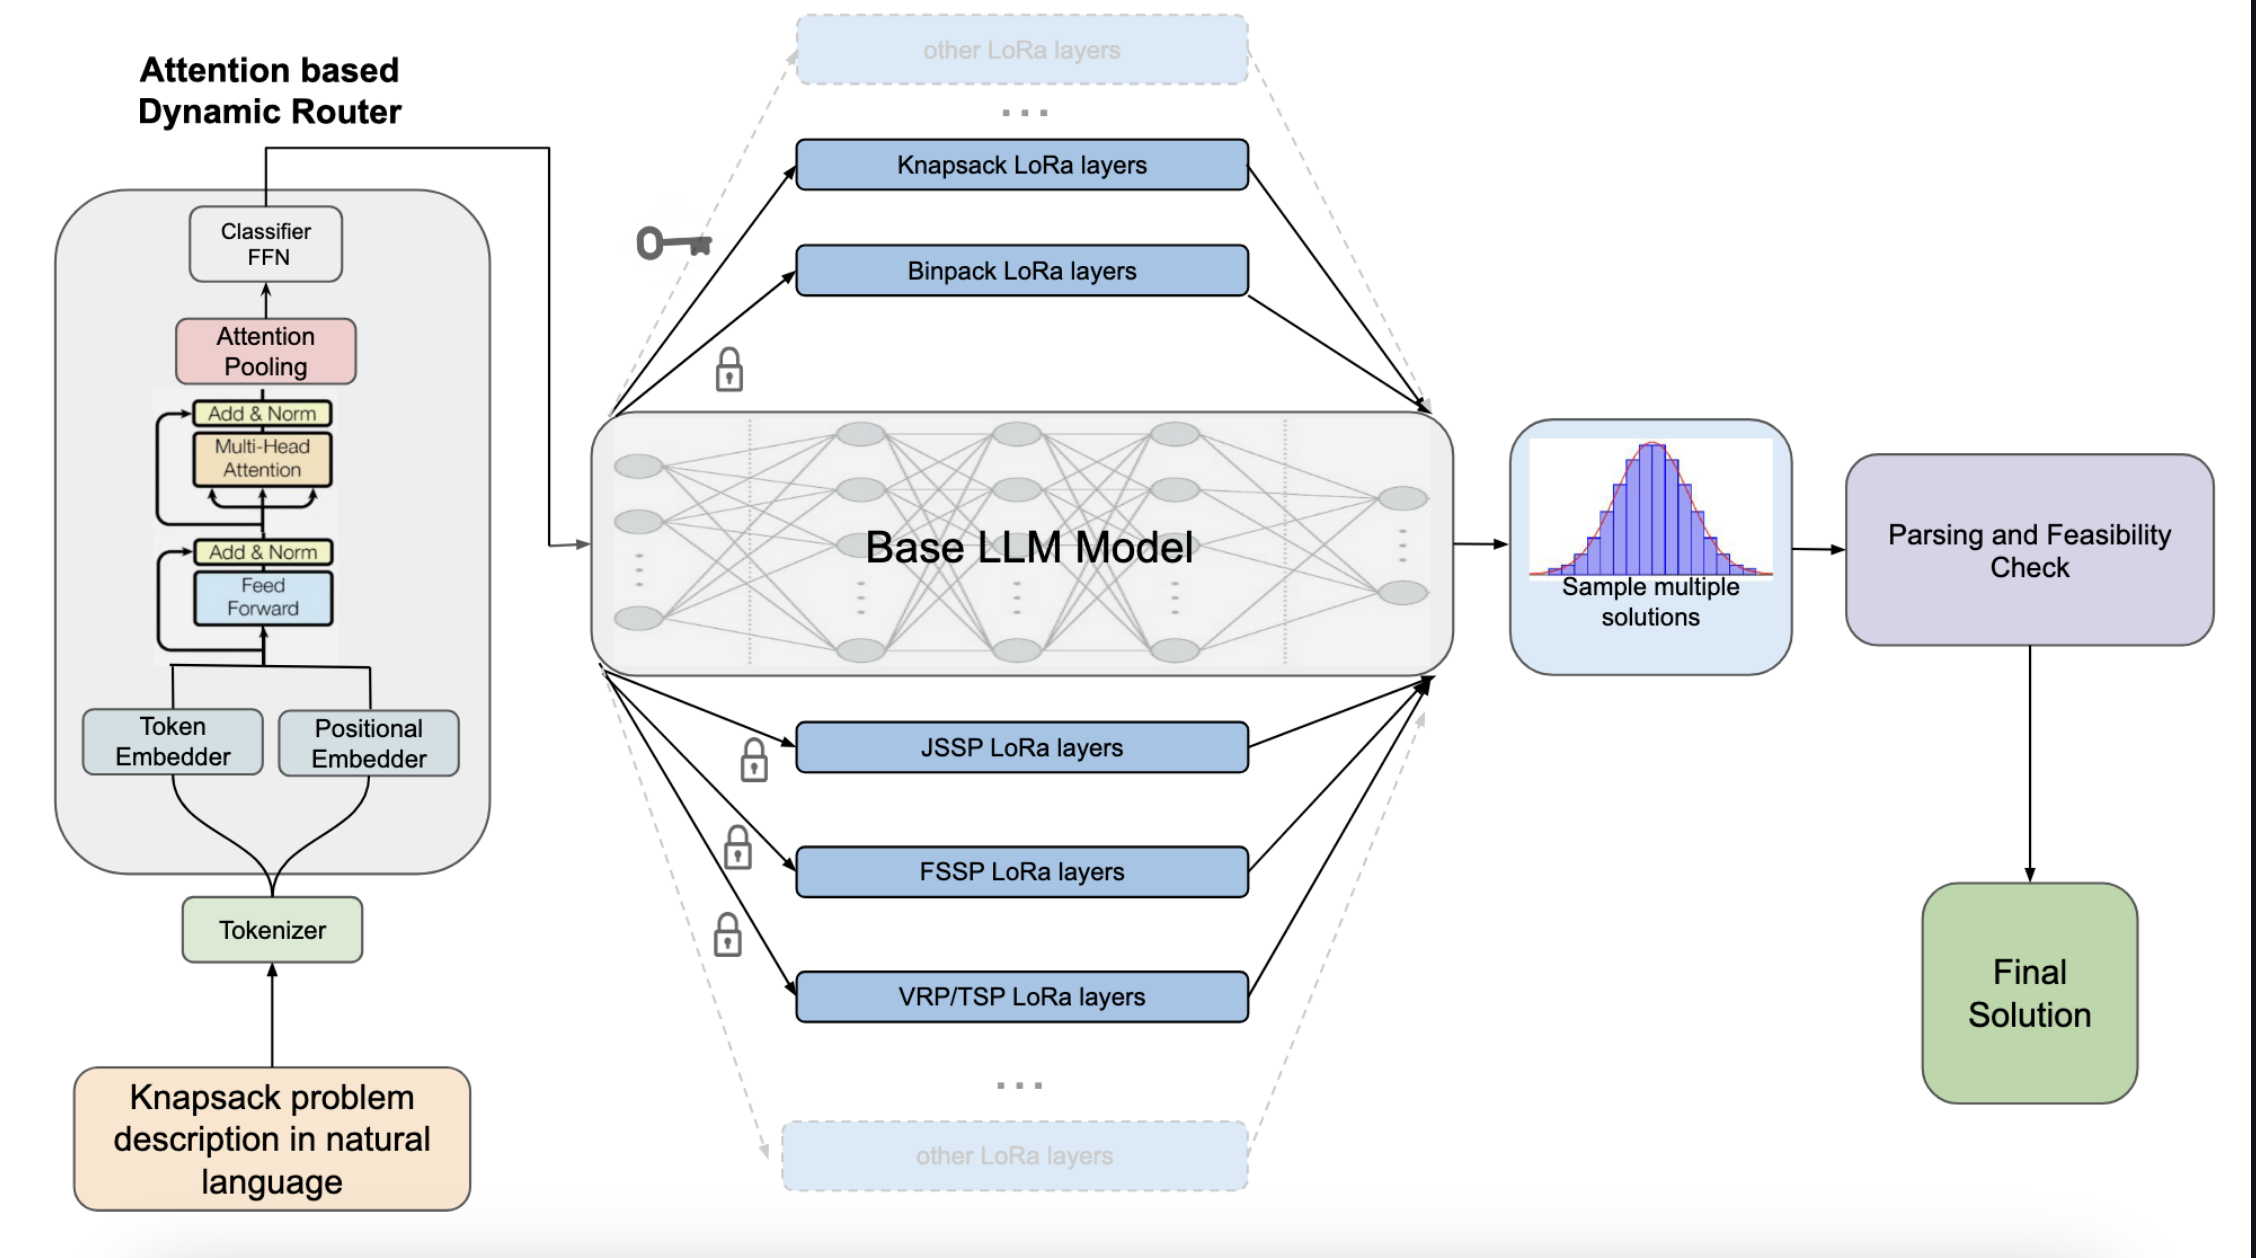 Attention based
Dynamic Router
Classifier
FFN
Attention
Pooling
Add & Norm
Multi-Head
Attention
Add & Norm
Feed
Forward
Token
Embedder
Positional
Embedder
Tokenizer
Knapsack problem
description in natural
language
other LoRa layers
...
Knapsack LoRa layers
Binpack LoRa layers
Base LLM Model
JSSP LoRa layers
FSSP LoRa layers
VRP/TSP LoRa layers
...
other LoRa layers
Sample multiple
solutions
Parsing and Feasibility
Check
Final
Solution